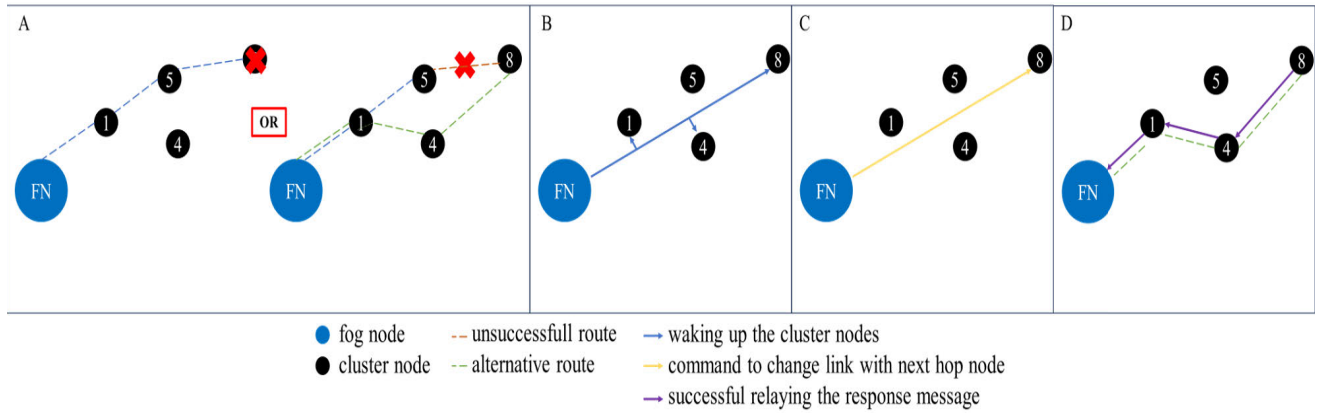 A
5
1
4
FN
OR
8
5
1
4
FN
B
8
5
1
4
FN
C
8
5
1
4
FN
D
8
5
1
4
FN
fog node
cluster node
unsuccessfull route
alternative route
waking up the cluster nodes
command to change link with next hop node
successful relaying the response message